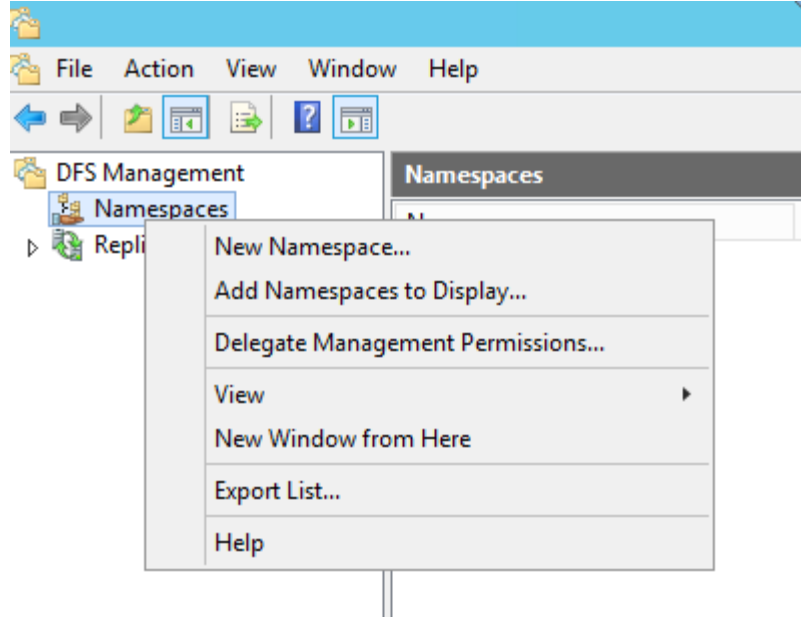 File Action View Window Help
DFS Management
Namespaces
Namespaces
New Namespace...
Add Namespaces to Display...
Delegate Management Permissions...
View
New Window from Here
Export List...
Help